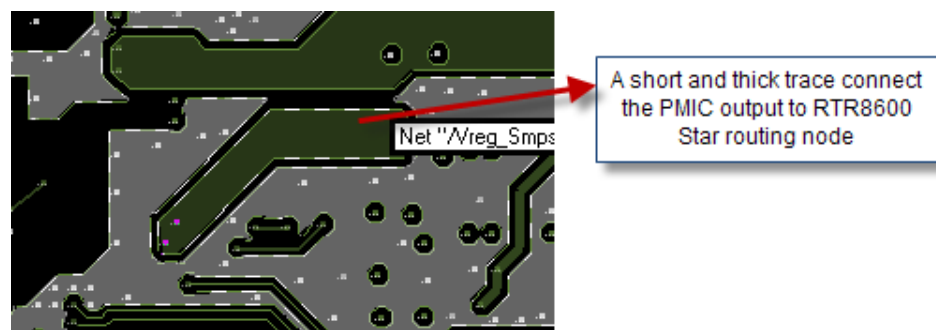 A short and thick trace connect
the PMIC output to RTR8600
Star routing node
Net "/Vreg_Smps